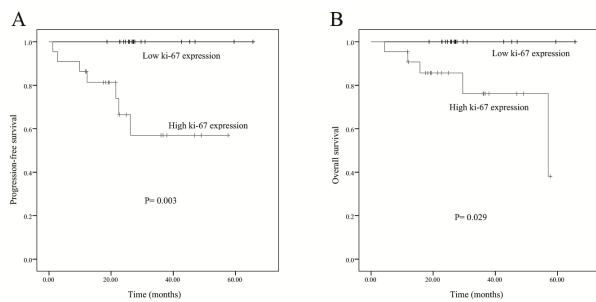 A
1.0
0.8
0.6
0.4
0.2
0.0
Progression-free survival
Low ki-67 expression
High ki-67 expression
P= 0.003
0.00 20.00 40.00 60.00
Time (months)
B
1.0
0.8
0.6
0.4
0.2
0.0
Overall survival
Low ki-67 expression
High ki-67 expression
P = 0.029
0.00 20.00 40.00 60.00
Time (months)